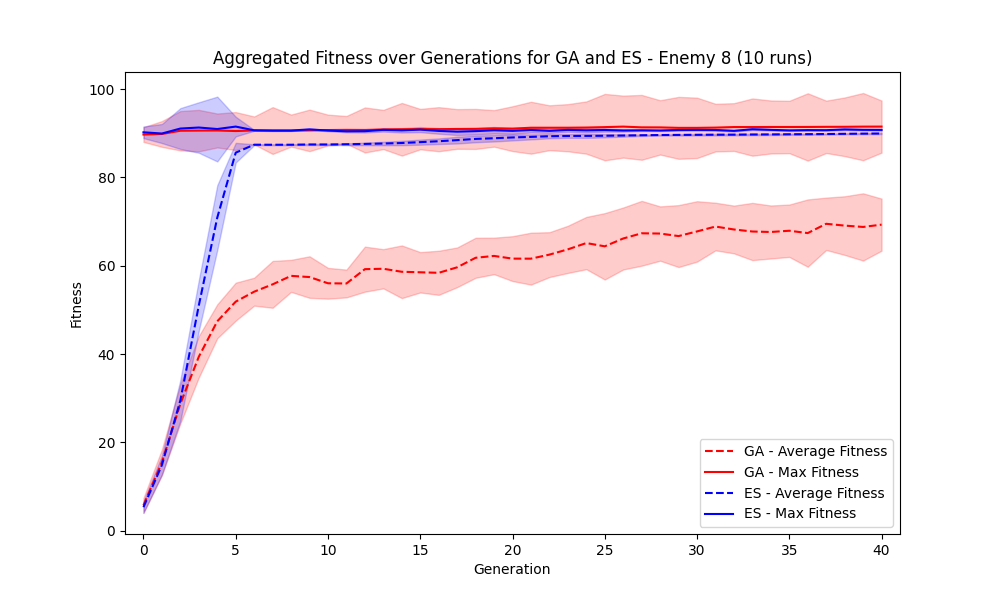 Aggregated Fitness over Generations for GA and ES - Enemy 8 (10 runs)
100
80
60
40
20
0
Fitness
0 5 10 15 20 25 30 35 40
Generation
GA - Average Fitness
GA - Max Fitness
ES - Average Fitness
ES - Max Fitness